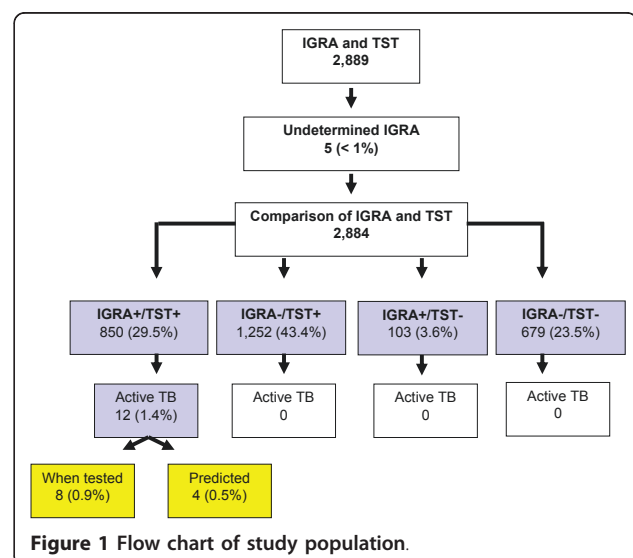 IGRA and TST
2,889
Undetermined IGRA
5 (< 1%)
Comparison of IGRA and TST
2,884
IGRA+/TST+
850 (29.5%)
IGRA-/TST+
1,252 (43.4%)
IGRA+/TST-
103 (3.6%)
IGRA-/TST-
679 (23.5%)
Active TB
12 (1.4%)
Active TB
0
Active TB
0
Active TB
0
When tested
8 (0.9%)
Predicted
4 (0.5%)
Figure 1 Flow chart of study population.